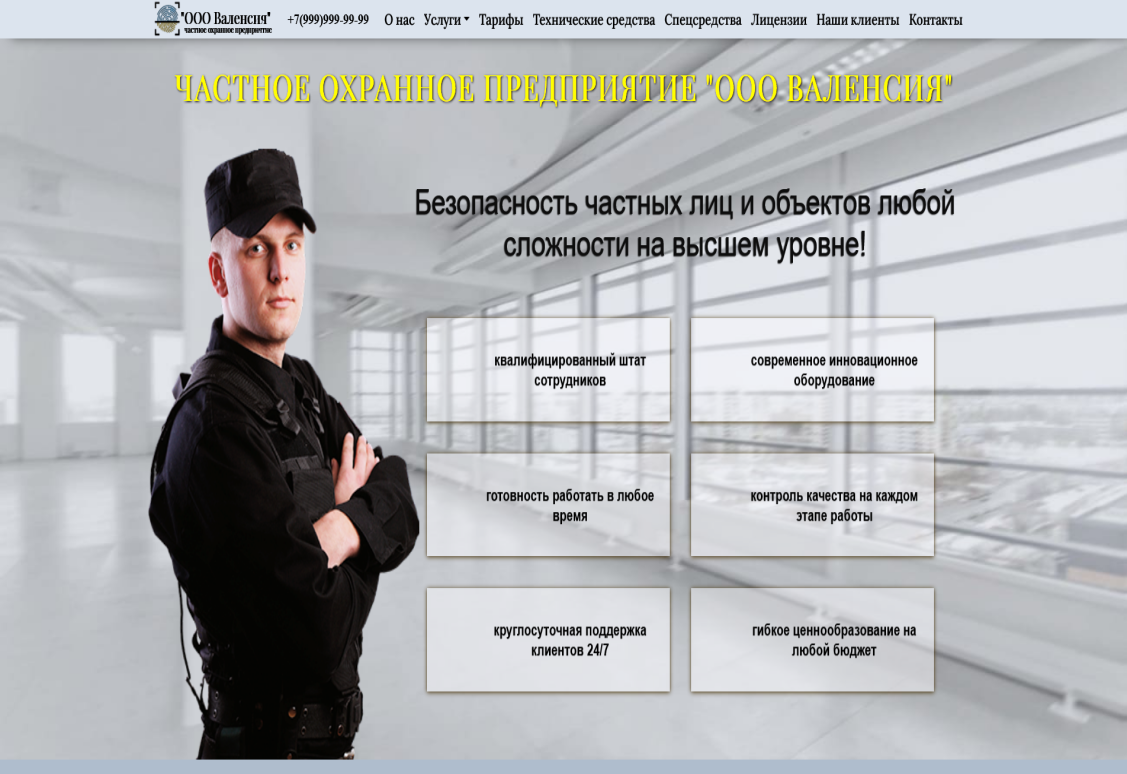 "ООО Валенсия"
частное охранное предприятие
+7(999)999-99-99
О нас Услуги Тарифы Технические средства Спецсредства Лицензии Наши клиенты Контакты
ЧАСТНОЕ ОХРАННОЕ ПРЕДПРИЯТИЕ "ООО ВАЛЕНСИЯ"
Безопасность частных лиц и объектов любой
сложности на высшем уровне!
квалифицированный штат
сотрудников
современное инновационное
оборудование
готовность работать в любое
время
контроль качества на каждом
этапе работы
круглосуточная поддержка
клиентов 24/7
гибкое ценнообразование на
любой бюджет